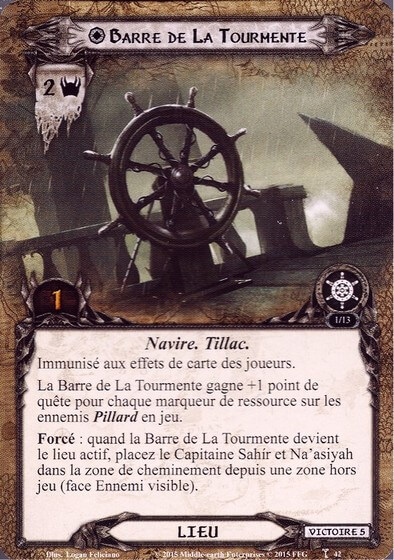 BARRE DE LA TOURMENTE
2
1
1/13
Navire. Tillac.
Immunisé aux effets de carte des joueurs.
La Barre de La Tourmente gagne +1 point de
quête pour chaque marqueur de ressource sur les
ennemis Pillard en jeu.
Forcé : quand la Barre de La Tourmente devient
le lieu actif, placez le Capitaine Sahír et Na’asiyah
dans la zone de cheminement depuis une zone hors
jeu (face Ennemi visible).
LIEU
VICTOIRE 5
Illus. Logan Feliciano
© 2015 Middle-earth Enterprises © 2015 FFG
42